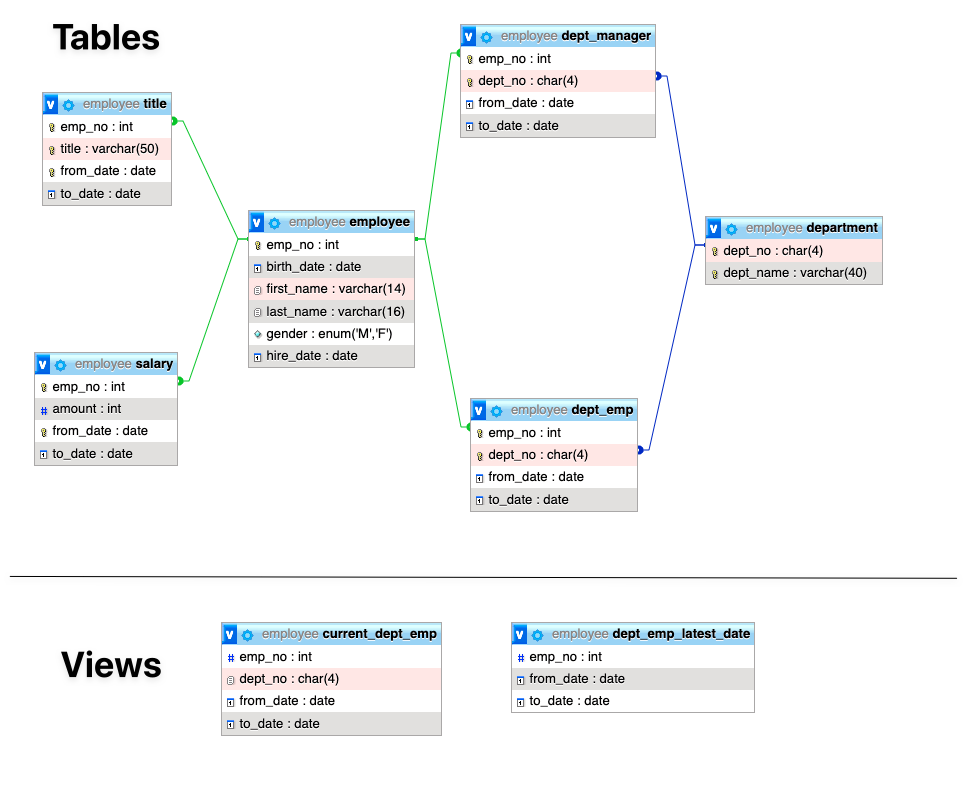 Tables
employee title
emp_no : int
title : varchar(50)
from_date : date
to_date : date
employee salary
emp_no : int
amount : int
from_date : date
to_date : date
employee employee
emp_no : int
birth_date : date
first_name : varchar(14)
last_name : varchar(16)
gender : enum('M','F')
hire_date : date
employee dept_manager
emp_no : int
dept_no : char(4)
from_date : date
to_date : date
employee dept_emp
emp_no : int
dept_no : char(4)
from_date : date
to_date : date
employee department
dept_no : char(4)
dept_name : varchar(40)
Views
employee current_dept_emp
emp_no : int
dept_no : char(4)
from_date : date
to_date : date
employee dept_emp_latest_date
emp_no : int
from_date : date
to_date : date